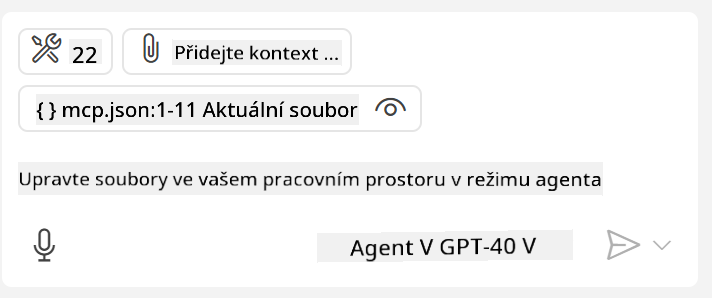 22 Přidejte kontext ...
{ } mcp.json:1-11 Aktuální soubor
Upravte soubory ve vašem pracovním prostoru v režimu agenta
Agent V GPT-40 V